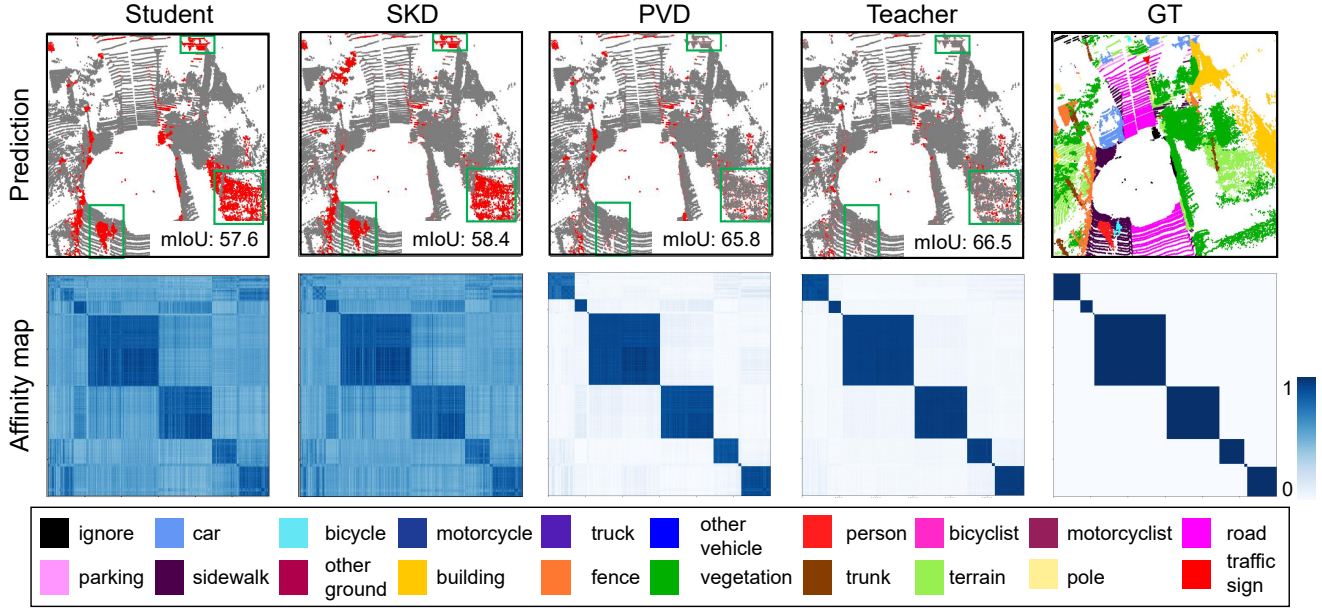 Student SKD PVD Teacher GT
Prediction
mIoU: 57.6 mIoU: 58.4 mIoU: 65.8 mIoU: 66.5
Affinity map
1
0
ignore car bicycle motorcycle truck other vehicle person bicyclist motorcyclist road
parking sidewalk other ground building fence vegetation trunk terrain pole traffic sign